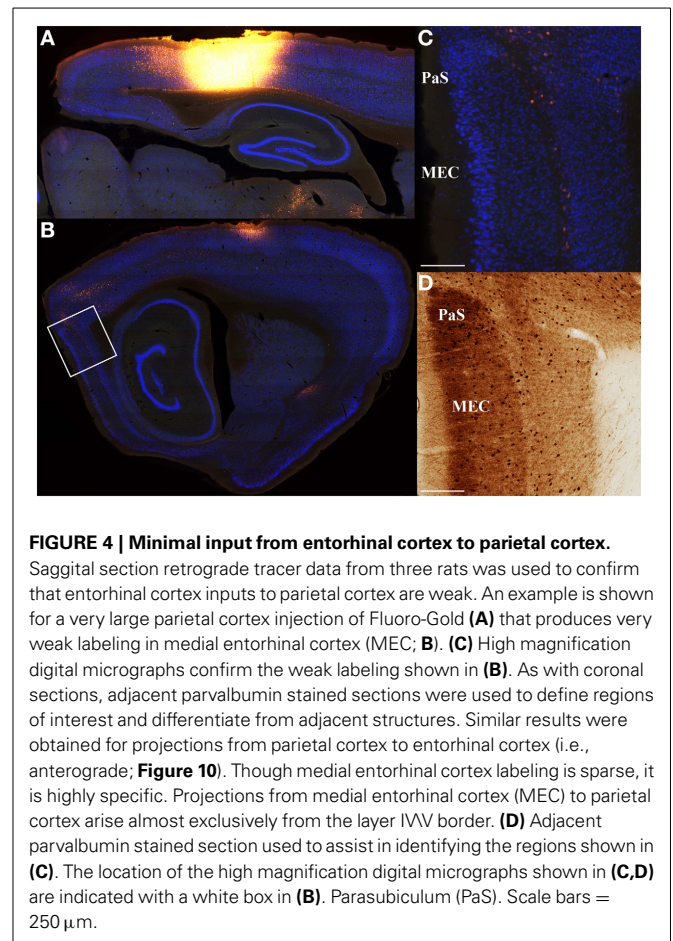 A
C
PaS
MEC
B
D
PaS
MEC
FIGURE 4 | Minimal input from entorhinal cortex to parietal cortex.
Saggital section retrograde tracer data from three rats was used to confirm
that entorhinal cortex inputs to parietal cortex are weak. An example is shown
for a very large parietal cortex injection of Fluoro-Gold (A) that produces very
weak labeling in medial entorhinal cortex (MEC; B). (C) High magnification
digital micrographs confirm the weak labeling shown in (B). As with coronal
sections, adjacent parvalbumin stained sections were used to define regions
of interest and differentiate from adjacent structures. Similar results were
obtained for projections from parietal cortex to entorhinal cortex (i.e.,
anterograde; Figure 10). Though medial entorhinal cortex labeling is sparse, it
is highly specific. Projections from medial entorhinal cortex (MEC) to parietal
cortex arise almost exclusively from the layer IV\V border. (D) Adjacent
parvalbumin stained section used to assist in identifying the regions shown in
(C). The location of the high magnification digital micrographs shown in (C,D)
are indicated with a white box in (B). Parasubiculum (PaS). Scale bars =
250 μm.